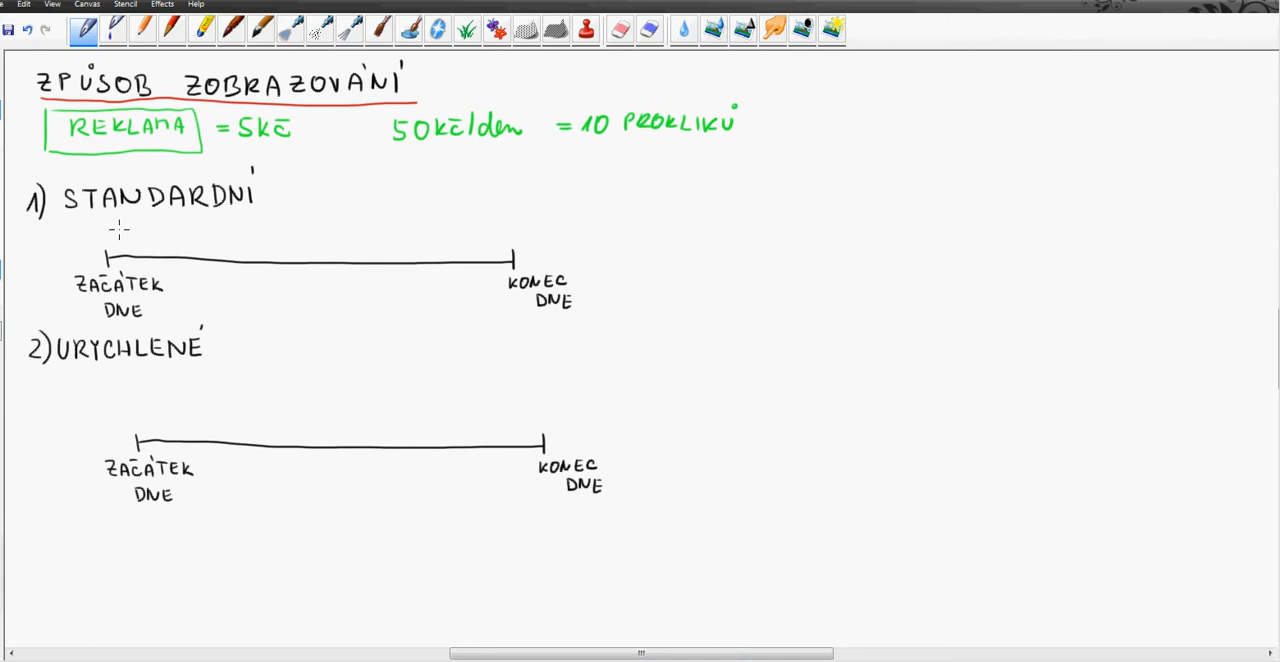 Edit View Canvas Stencil Effects Help
ZPŮSOB ZOBRAZOVÁNÍ
REKLAMA = 5KČ 50KČ/den = 10 PROKLIKŮ
1) STANDARDNÍ
ZAČÁTEK DNE
KONEC DNE
2) URYCHLENÉ
ZAČÁTEK DNE
KONEC DNE